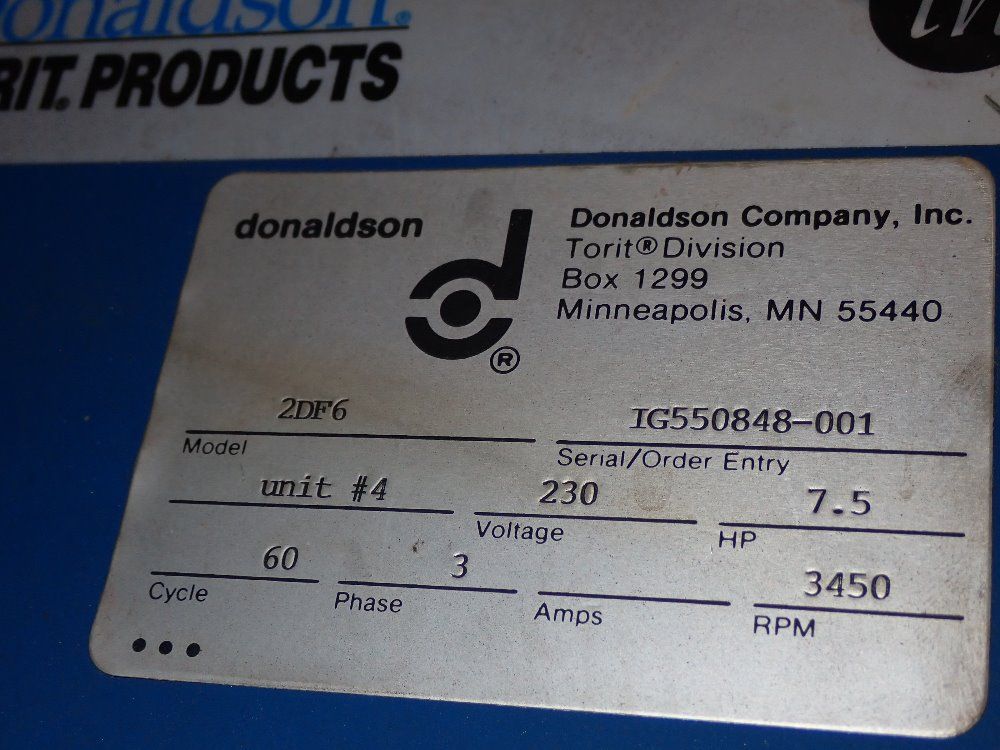 RIT. PRODUCTS
donaldson
Donaldson Company, Inc.
Torit® Division
Box 1299
Minneapolis, MN 55440
®
2DF6
Model
IG550848-001
Serial/Order Entry
unit #4
230
Voltage
7.5
HP
60
Cycle
3
Phase
Amps
3450
RPM